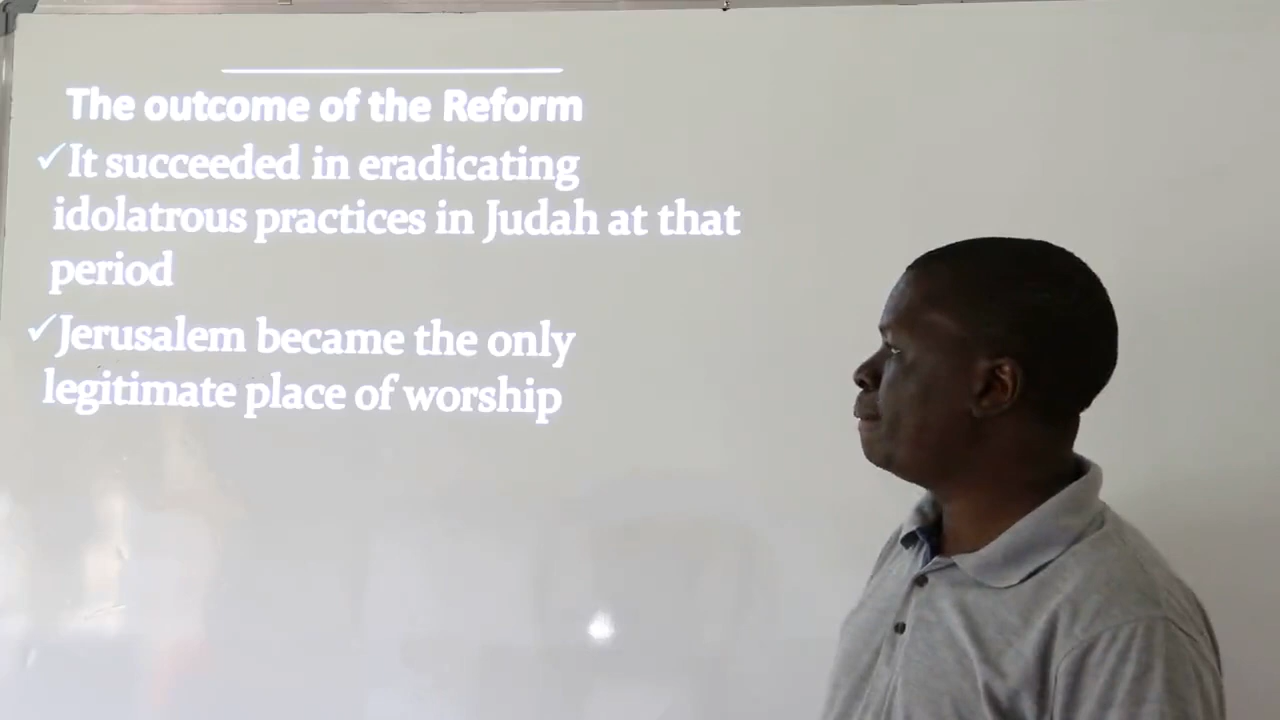 The outcome of the Reform
✓It succeeded in eradicating
idolatrous practices in Judah at that
period
✓Jerusalem became the only
legitimate place of worship